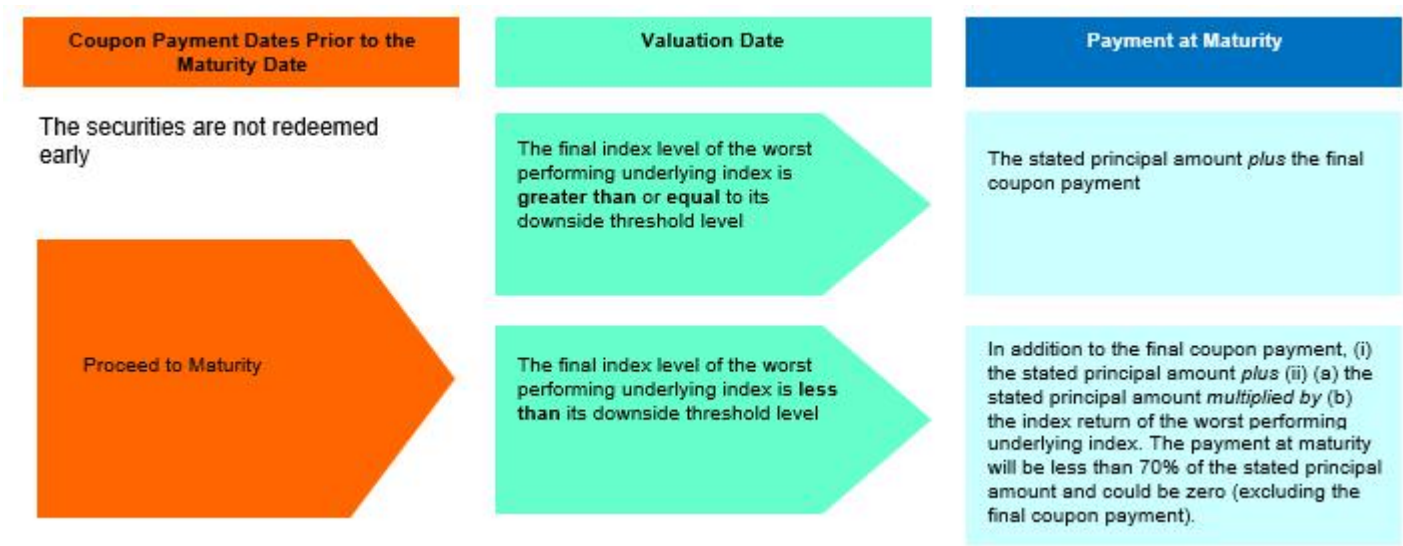 Coupon Payment Dates Prior to the
Maturity Date
Valuation Date
Payment at Maturity
The securities are not redeemed
early
Proceed to Maturity
The final index level of the worst
performing underlying index is
greater than or equal to its
downside threshold level
The stated principal amount plus the final
coupon payment
The final index level of the worst
performing underlying index is less
than its downside threshold level
In addition to the final coupon payment, (i)
the stated principal amount plus (ii) (a) the
stated principal amount multiplied by (b)
the index return of the worst performing
underlying index. The payment at maturity
will be less than 70% of the stated principal
amount and could be zero (excluding the
final coupon payment).